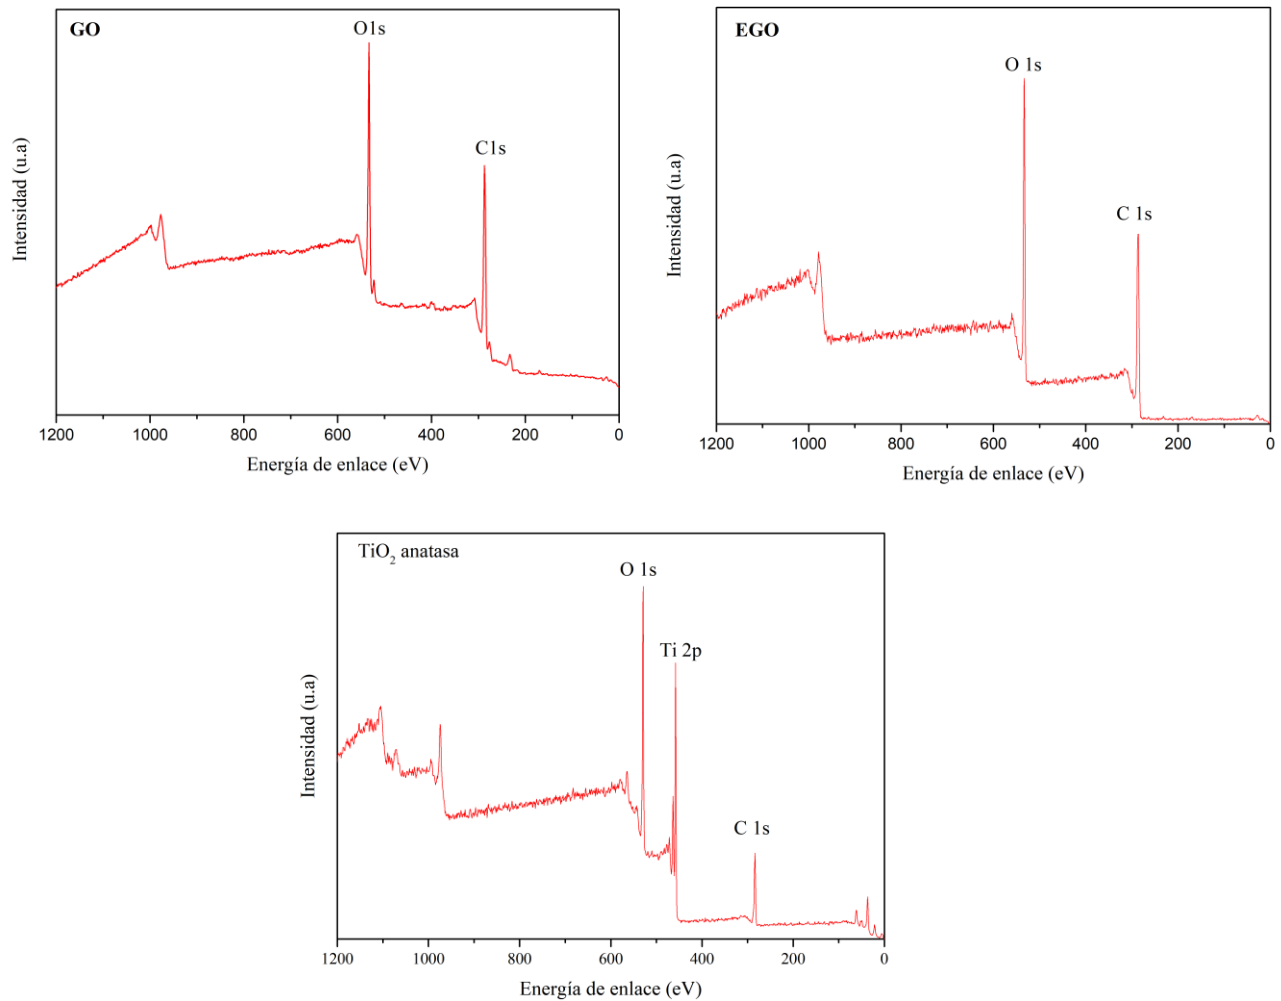 GO
O1s
C1s
Intensidad (u.a)
1200 1000 800 600 400 200 0
Energía de enlace (eV)
EGO
O 1s
C 1s
Intensidad (u.a)
1200 1000 800 600 400 200 0
Energía de enlace (eV)
TiO2 anatasa
O 1s
Ti 2p
C 1s
Intensidad (u.a)
1200 1000 800 600 400 200 0
Energía de enlace (eV)